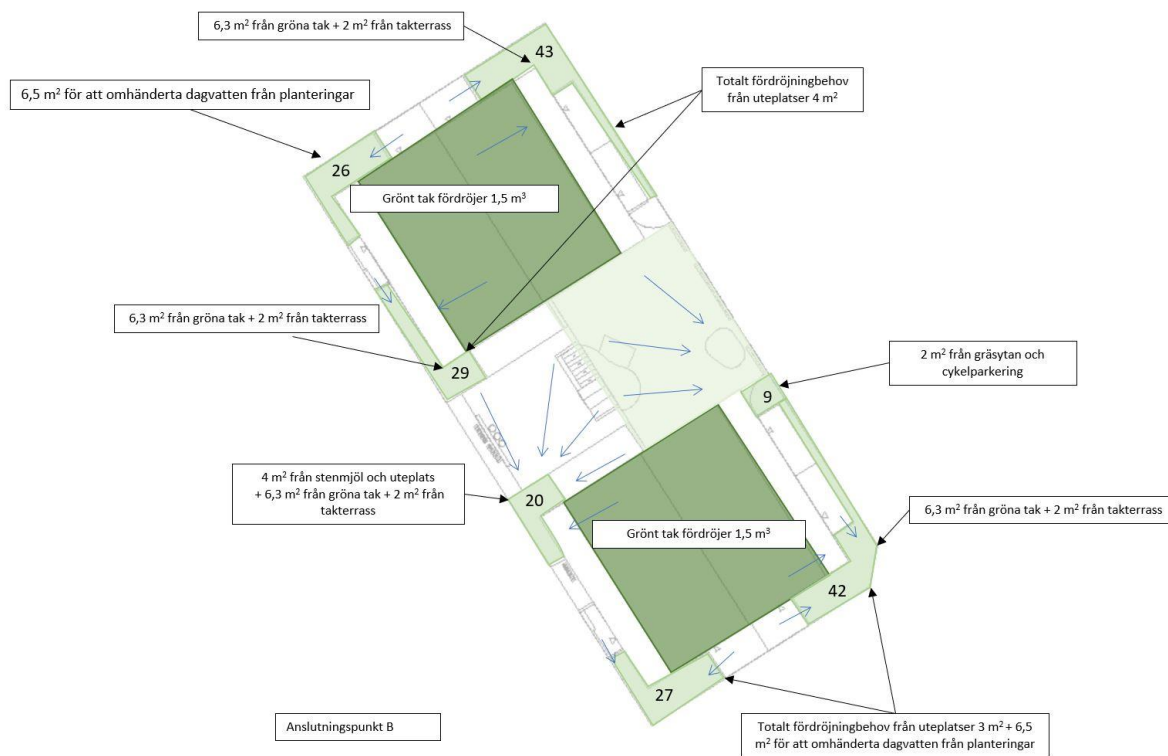 6,3 m² från gröna tak + 2 m² från takterrass
43
6,5 m² för att omhänderta dagvatten från planteringar
Totalt fördröjningbehov
från uteplatser 4 m²
26
Grönt tak fördröjer 1,5 m³
6,3 m² från gröna tak + 2 m² från takterrass
29
2 m² från gräsytan och
cykelparkering
9
4 m² från stenmjöl och uteplats
+ 6,3 m² från gröna tak + 2 m² från
takterrass
20
6,3 m² från gröna tak + 2 m² från takterrass
Grönt tak fördröjer 1,5 m³
42
27
Anslutningspunkt B
Totalt fördröjningbehov från uteplatser 3 m² + 6,5
m² för att omhänderta dagvatten från planteringar